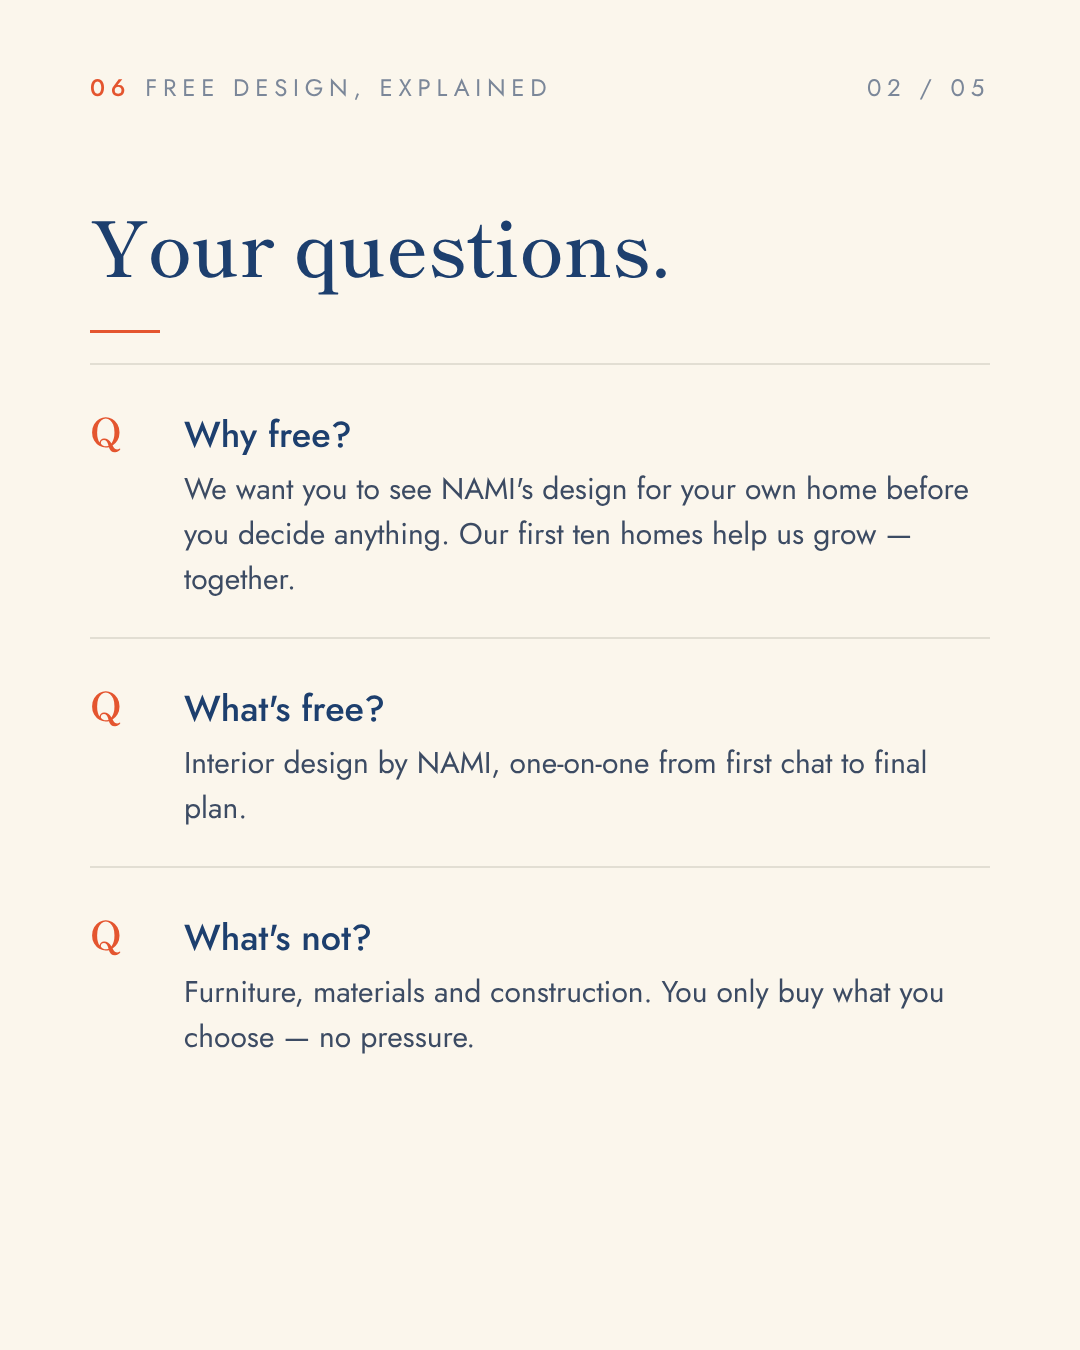 06 FREE DESIGN, EXPLAINED
02 / 05
Your questions.
Q Why free?
We want you to see NAMI's design for your own home before
you decide anything. Our first ten homes help us grow —
together.
Q What's free?
Interior design by NAMI, one-on-one from first chat to final
plan.
Q What's not?
Furniture, materials and construction. You only buy what you
choose — no pressure.